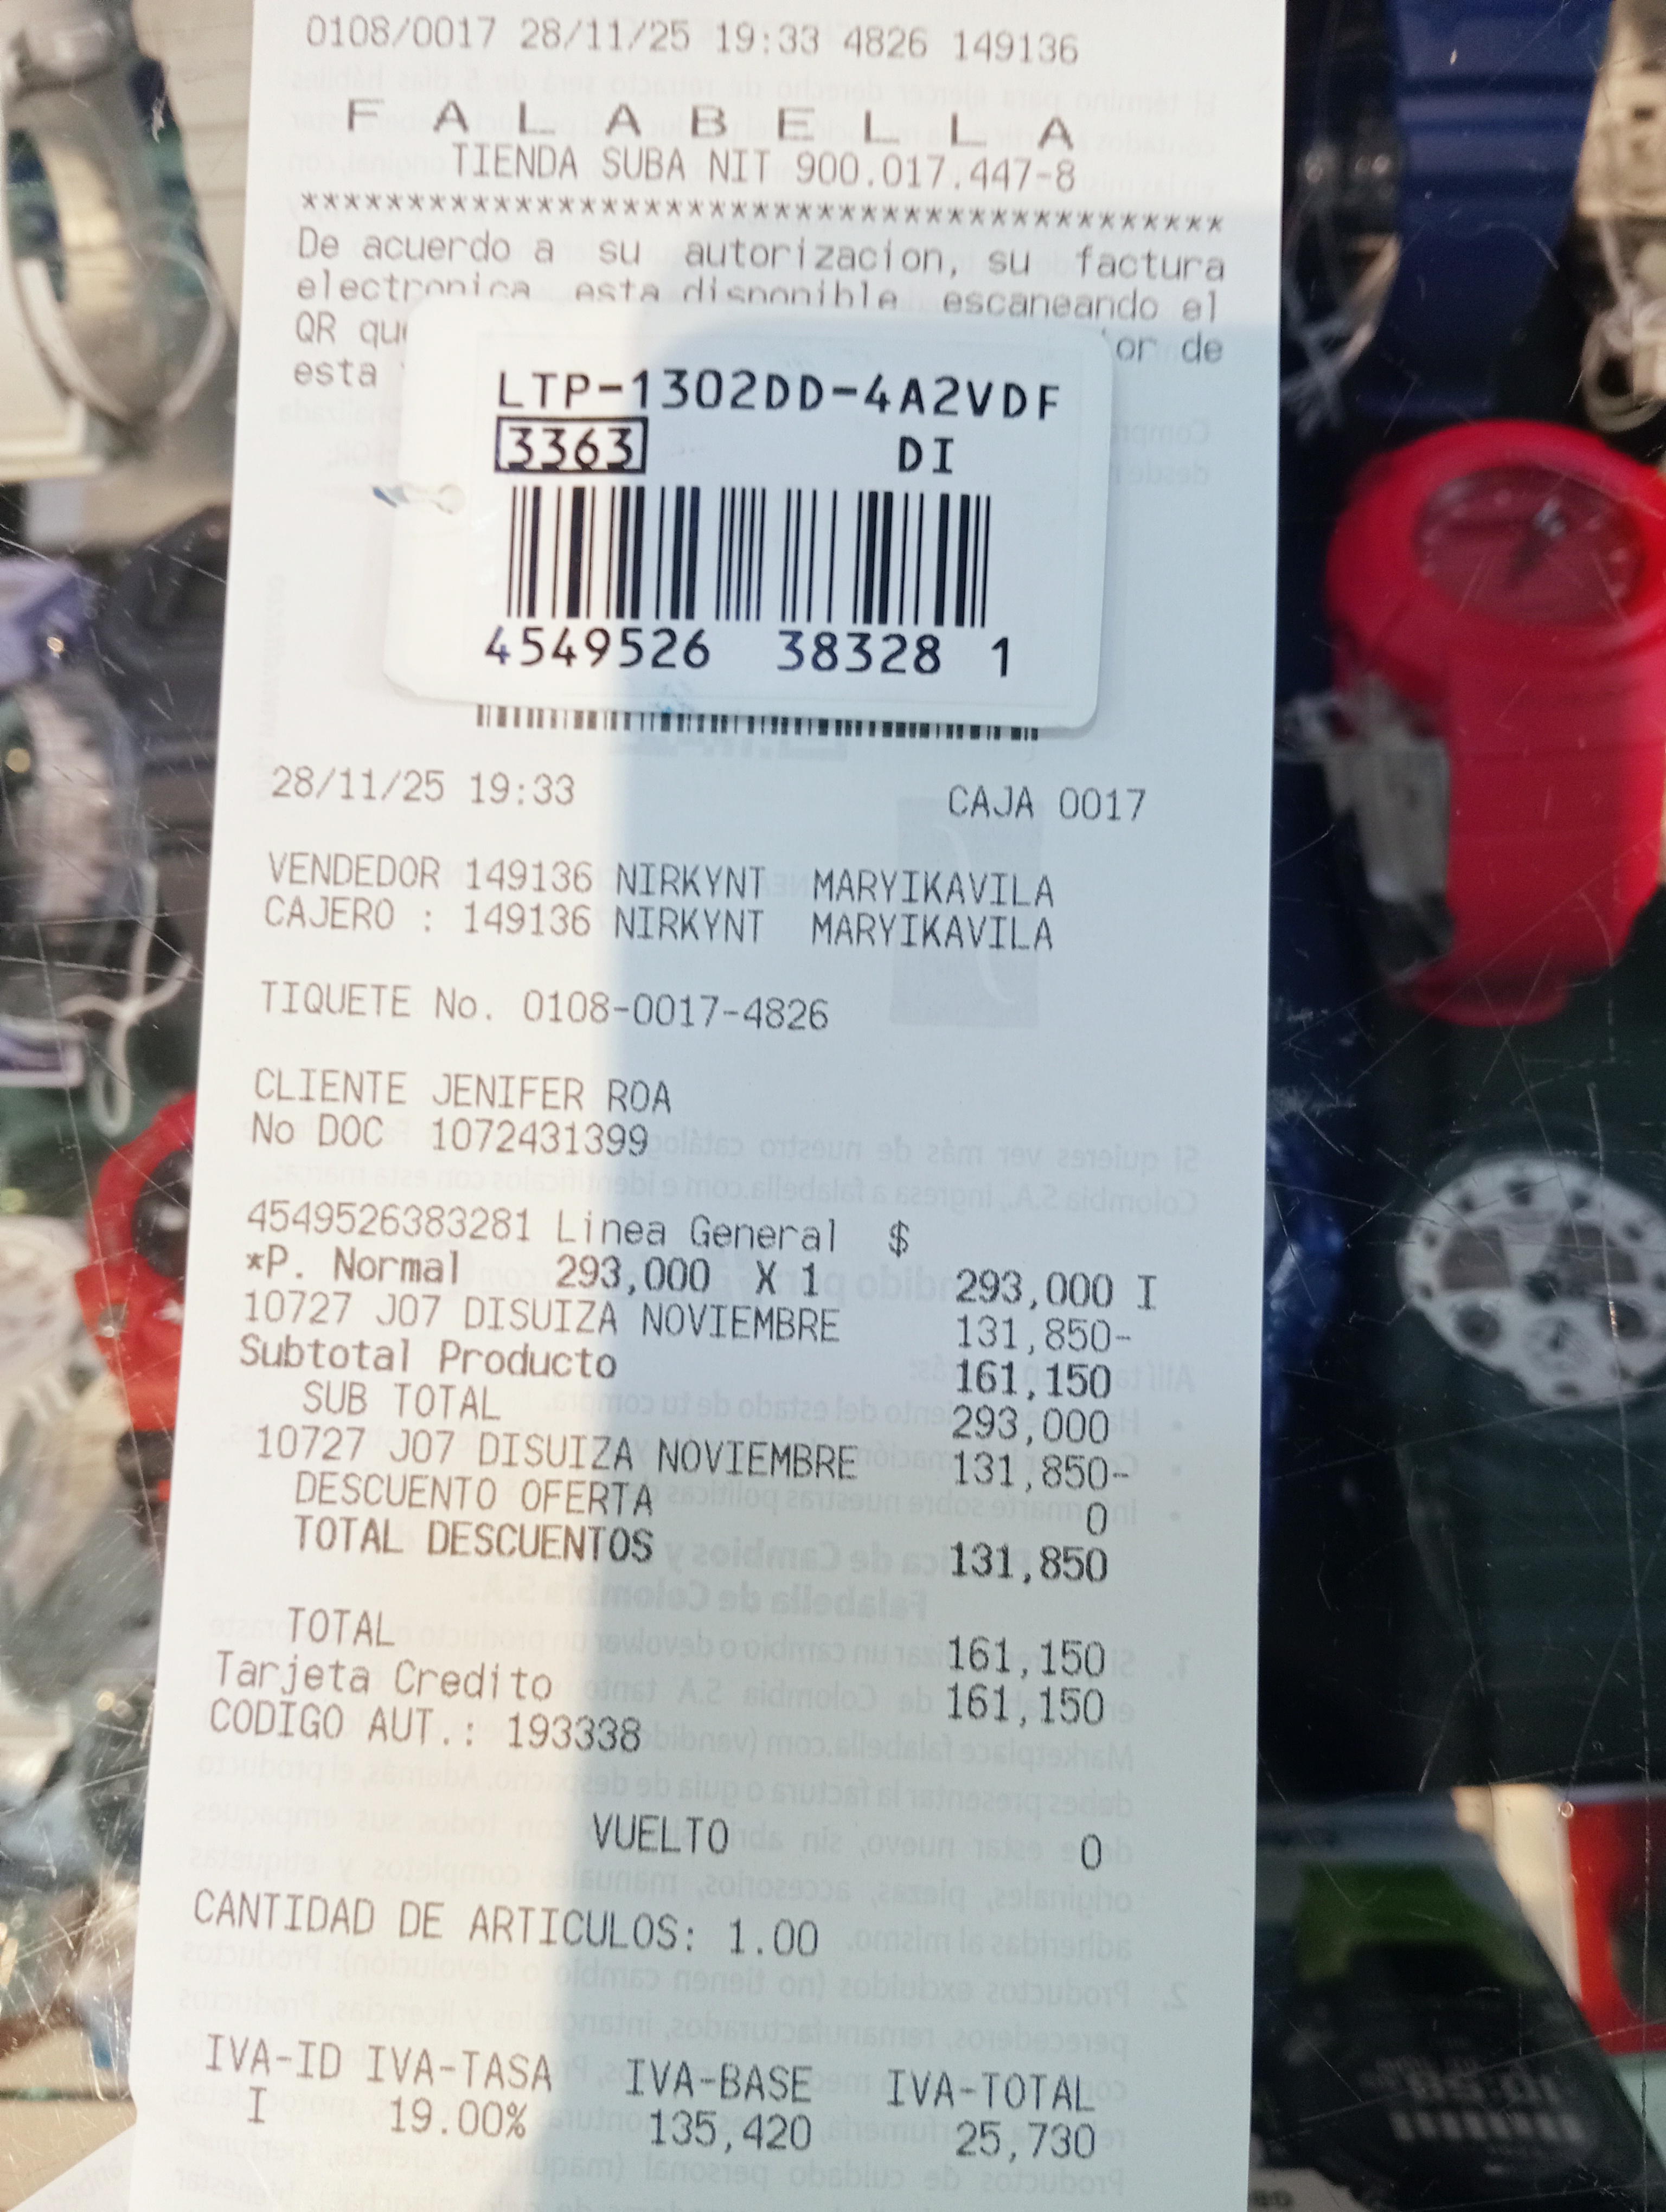 0108/0017 28/11/25 19:33 4826 149136
FALABELLA
TIENDA SUBA NIT 900.017.447-8
*******************************************
De acuerdo a su autorizacion, su factura
electronica esta disponible escaneando el
QR de
esta
LTP-1302DD-4A2VDF
3363 DI
4549526 38328 1
28/11/25 19:33 CAJA 0017
VENDEDOR 149136 NIRKYNT MARYIKAVILA
CAJERO : 149136 NIRKYNT MARYIKAVILA
TIQUETE No. 0108-0017-4826
CLIENTE JENIFER ROA
No DOC 1072431399
4549526383281 Linea General $
*P. Normal 293,000 X 1 293,000 I
10727 J07 DISUIZA NOVIEMBRE 131,850-
Subtotal Producto 161,150
SUB TOTAL 293,000
10727 J07 DISUIZA NOVIEMBRE 131,850-
DESCUENTO OFERTA 0
TOTAL DESCUENTOS 131,850
TOTAL 161,150
Tarjeta Credito 161,150
CODIGO AUT.: 193338
VUELTO 0
CANTIDAD DE ARTICULOS: 1.00
IVA-ID IVA-TASA IVA-BASE IVA-TOTAL
I 19.00% 135,420 25,730